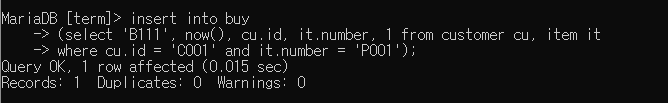 MariaDB [term]> insert into buy
-> (select 'B111', now(), cu.id, it.number, 1 from customer cu, item it
-> where cu.id = 'C001' and it.number = 'P001');
Query OK, 1 row affected (0.015 sec)
Records: 1 Duplicates: 0 Warnings: 0